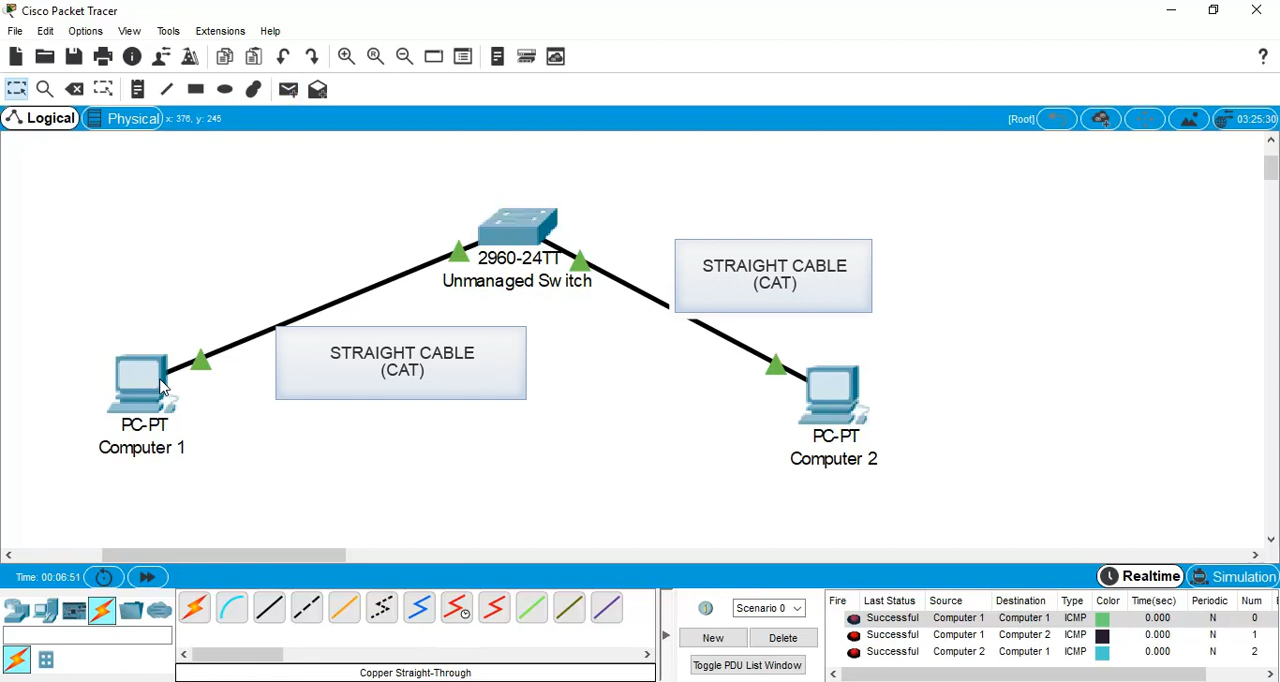 Cisco Packet Tracer
File Edit Options View Tools Extensions Help
Logical Physical x: 376, y: 245 [Root] 03:25:30
2960-24TT
Unmanaged Switch
STRAIGHT CABLE
(CAT)
STRAIGHT CABLE
(CAT)
PC-PT
Computer 1
PC-PT
Computer 2
Time: 00:06:51 Realtime Simulation
Scenario 0
New Delete
Toggle PDU List Window
Copper Straight-Through
Fire Last Status Source Destination Type Color Time(sec) Periodic Num
Successful Computer 1 Computer 1 ICMP 0.000 N 0
Successful Computer 1 Computer 2 ICMP 0.000 N 1
Successful Computer 2 Computer 1 ICMP 0.000 N 2